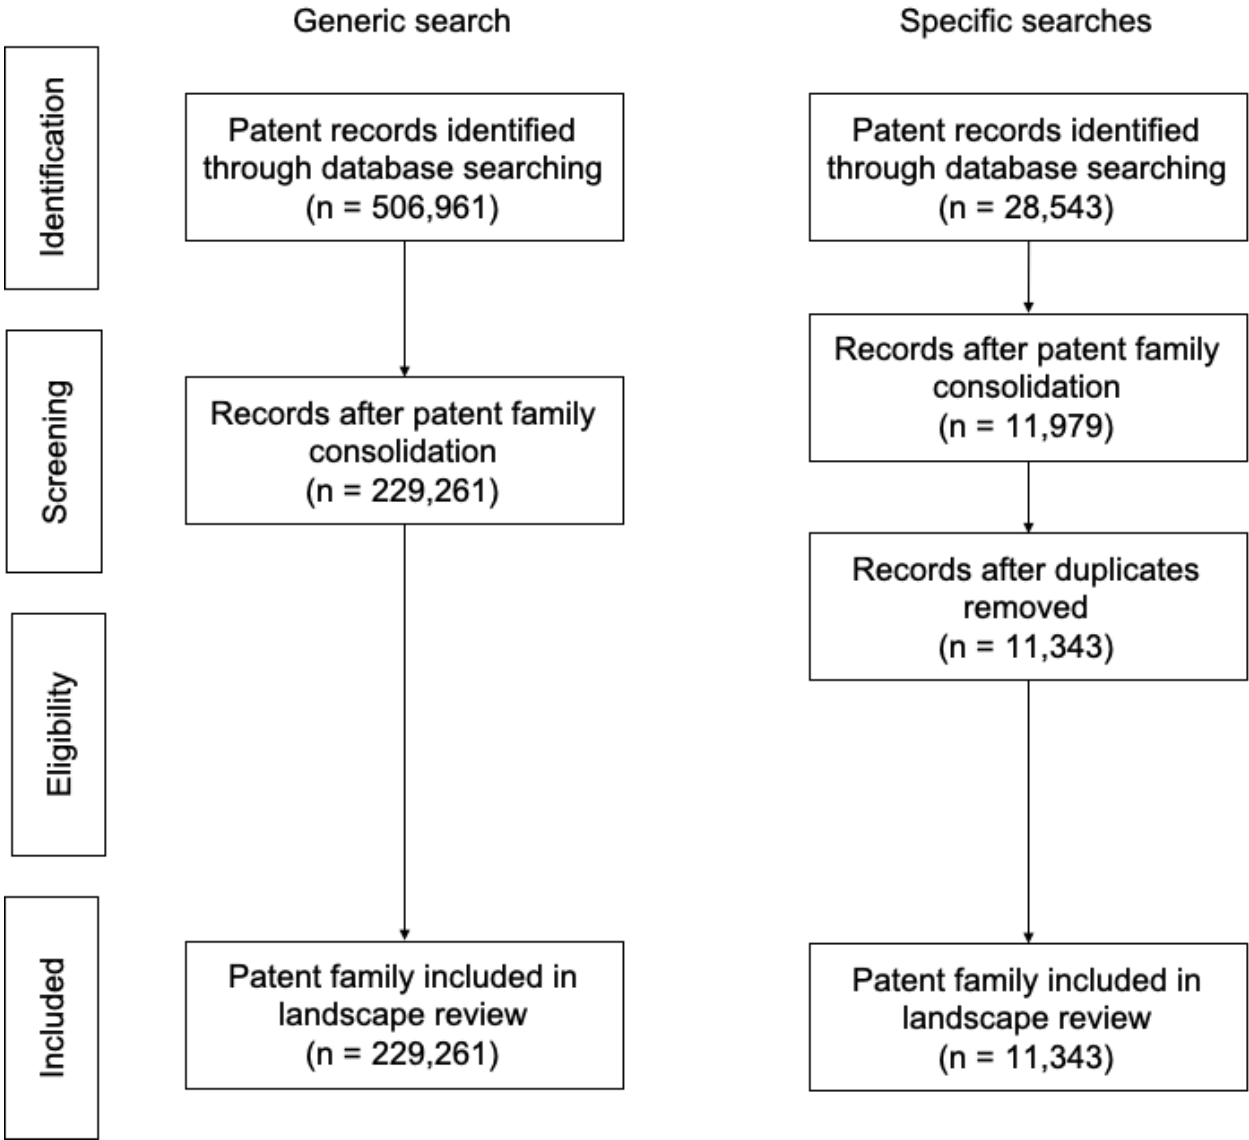 Generic search
Specific searches
Identification
Patent records identified
through database searching
(n = 506,961)
Patent records identified
through database searching
(n = 28,543)
Screening
Records after patent family
consolidation
(n = 229,261)
Records after patent family
consolidation
(n = 11,979)
Records after duplicates
removed
(n = 11,343)
Eligibility
Included
Patent family included in
landscape review
(n = 229,261)
Patent family included in
landscape review
(n = 11,343)